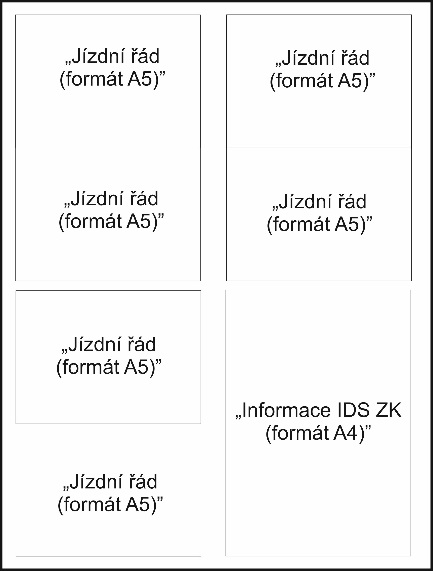 „Jízdní řád
(formát A5)”
„Jízdní řád
(formát A5)”
„Jízdní řád
(formát A5)”
„Jízdní řád
(formát A5)”
„Jízdní řád
(formát A5)”
„Informace IDS ZK
(formát A4)”
„Jízdní řád
(formát A5)”